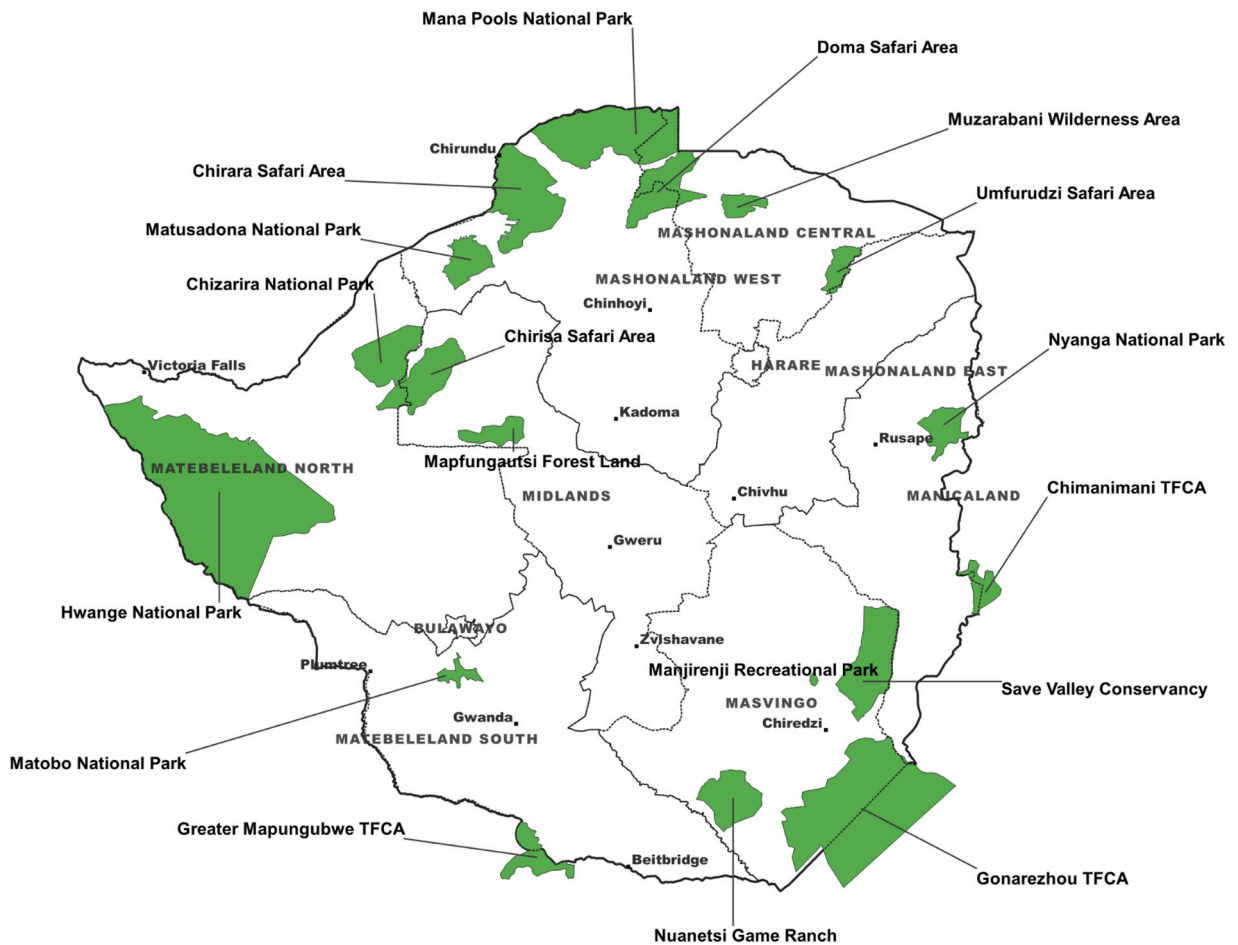 Mana Pools National Park
Doma Safari Area
Muzarabani Wilderness Area
Chirundu
Chirara Safari Area
Umfurudzi Safari Area
Matusadona National Park
MASHONALAND CENTRAL
Chizarira National Park
MASHONALAND WEST
Chinhoyi
Chirisa Safari Area
Nyanga National Park
Victoria Falls
HARARE
MASHONALAND EAST
Kadoma
Rusape
Mapfungautsi Forest Land
MATEBELELAND NORTH
Chimanimani TFCA
MIDLANDS
Chivhu
MANICALAND
Gweru
Hwange National Park
BULAWAYO
Zvishavane
Plumtree
Manjirenji Recreational Park
Save Valley Conservancy
MASVINGO
Gwanda
Chiredzi
MATEBELELAND SOUTH
Matobo National Park
Greater Mapungubwe TFCA
Beitbridge
Gonarezhou TFCA
Nuanetsi Game Ranch